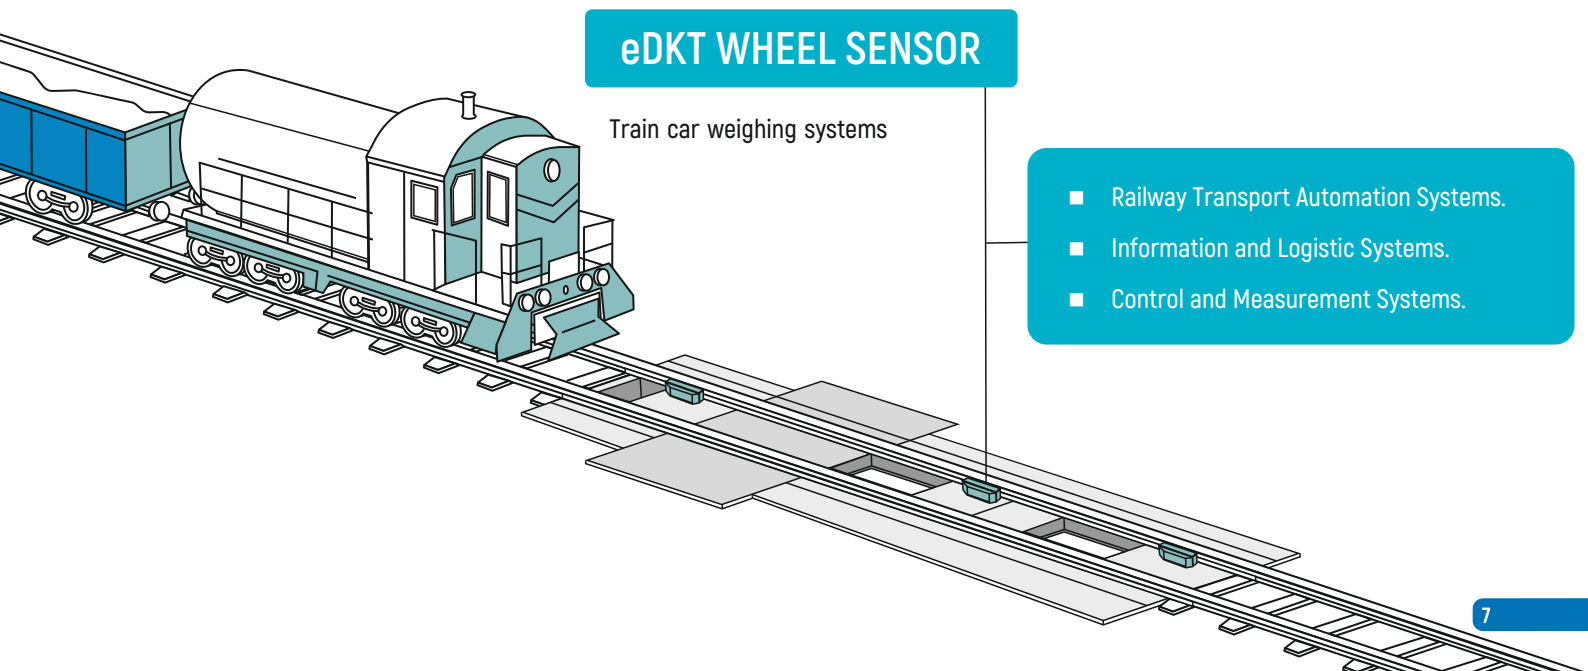 eDKT WHEEL SENSOR
Train car weighing systems
Railway Transport Automation Systems.
Information and Logistic Systems.
Control and Measurement Systems.
7